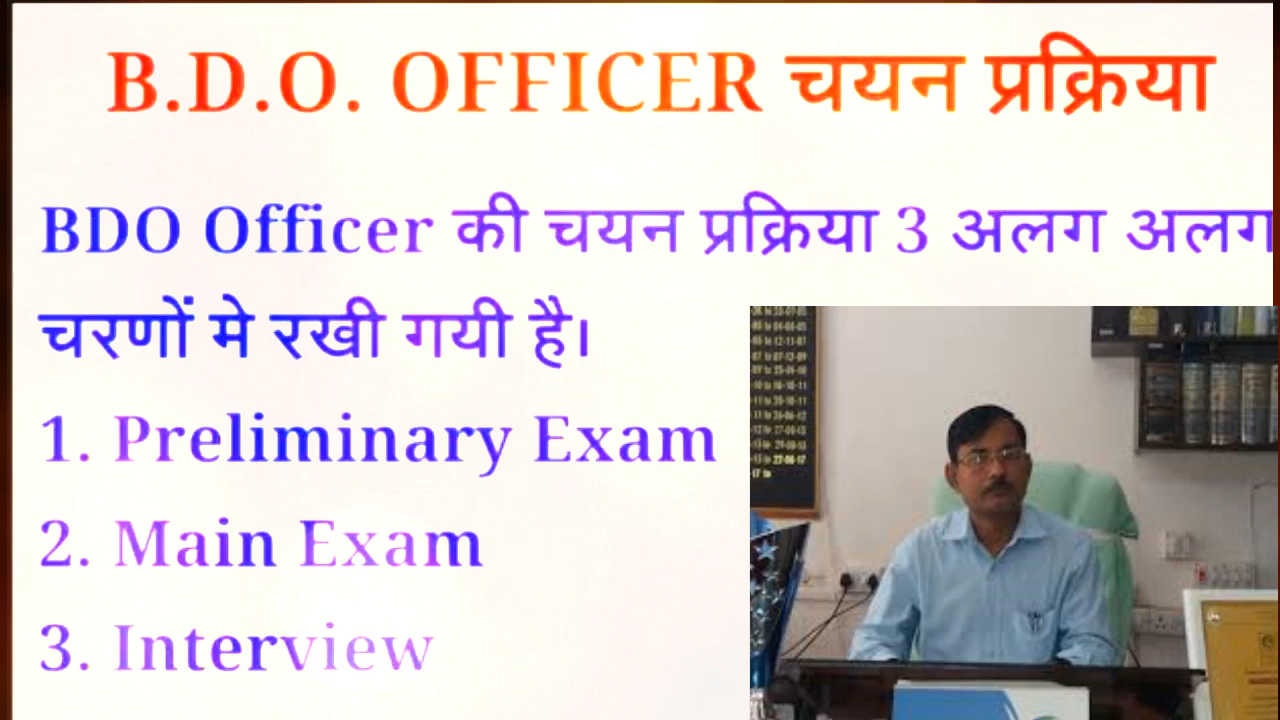 B.D.O. OFFICER चयन प्रक्रिया
BDO Officer की चयन प्रक्रिया 3 अलग अलग
चरणों मे रखी गयी है।
1. Preliminary Exam
2. Main Exam
3. Interview